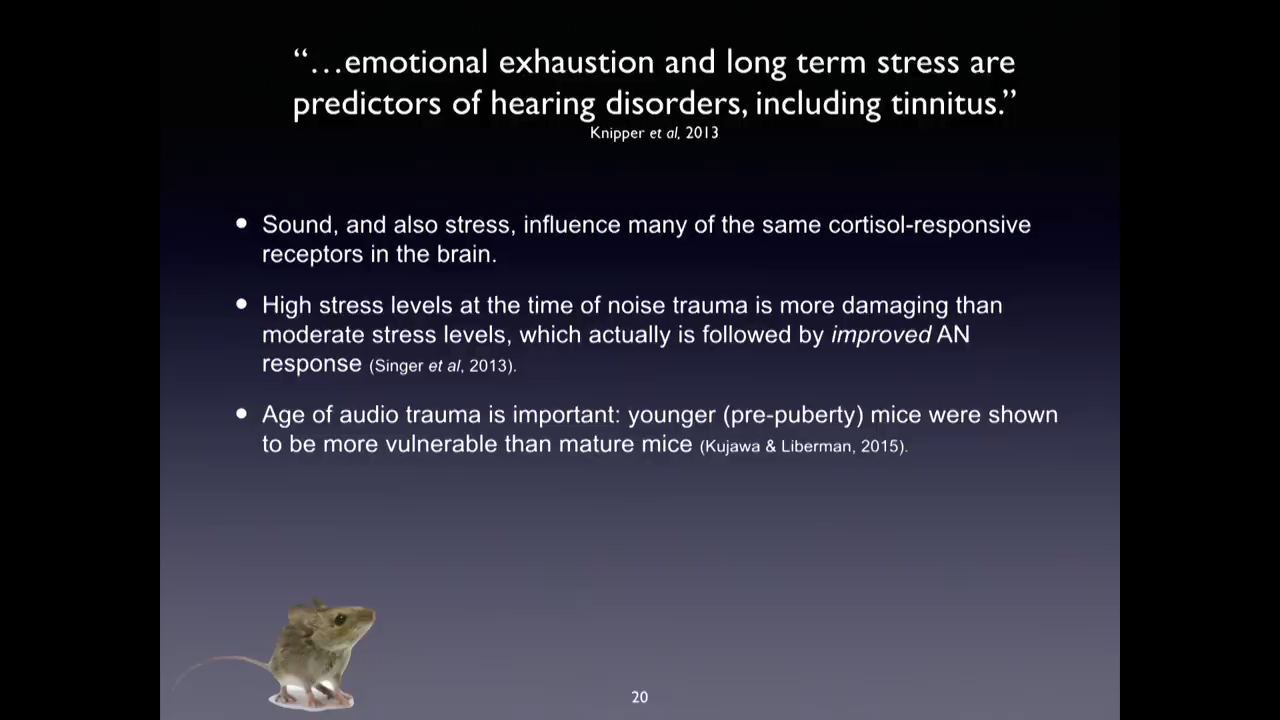 “…emotional exhaustion and long term stress are
predictors of hearing disorders, including tinnitus.”
Knipper et al, 2013
• Sound, and also stress, influence many of the same cortisol-responsive
receptors in the brain.
• High stress levels at the time of noise trauma is more damaging than
moderate stress levels, which actually is followed by improved AN
response (Singer et al, 2013).
• Age of audio trauma is important: younger (pre-puberty) mice were shown
to be more vulnerable than mature mice (Kujawa & Liberman, 2015).
20